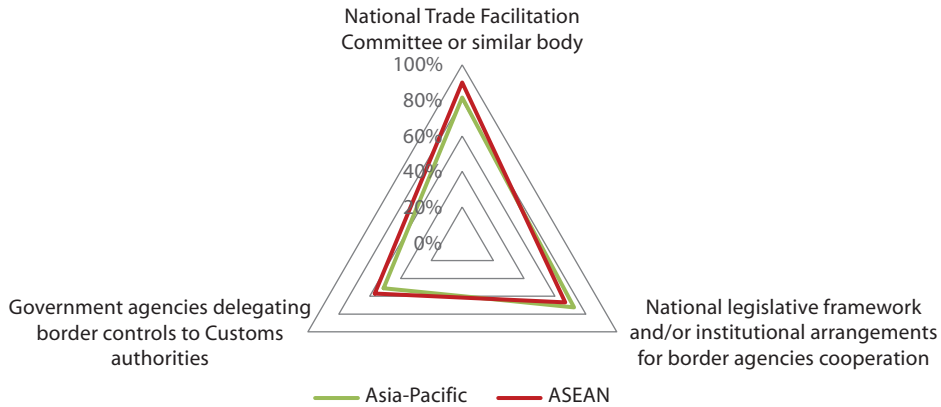 National Trade Facilitation
Committee or similar body
100%
80%
60%
40%
20%
0%
Government agencies delegating
border controls to Customs
authorities
National legislative framework
and/or institutional arrangements
for border agencies cooperation
Asia-Pacific
ASEAN